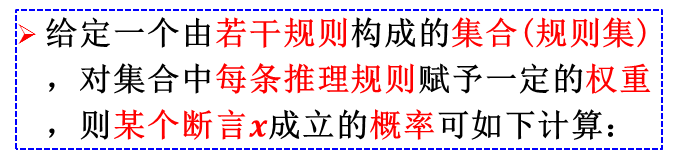 ➢给定一个由若干规则构成的集合(规则集)
，对集合中每条推理规则赋予一定的权重
，则某个断言x成立的概率可如下计算：